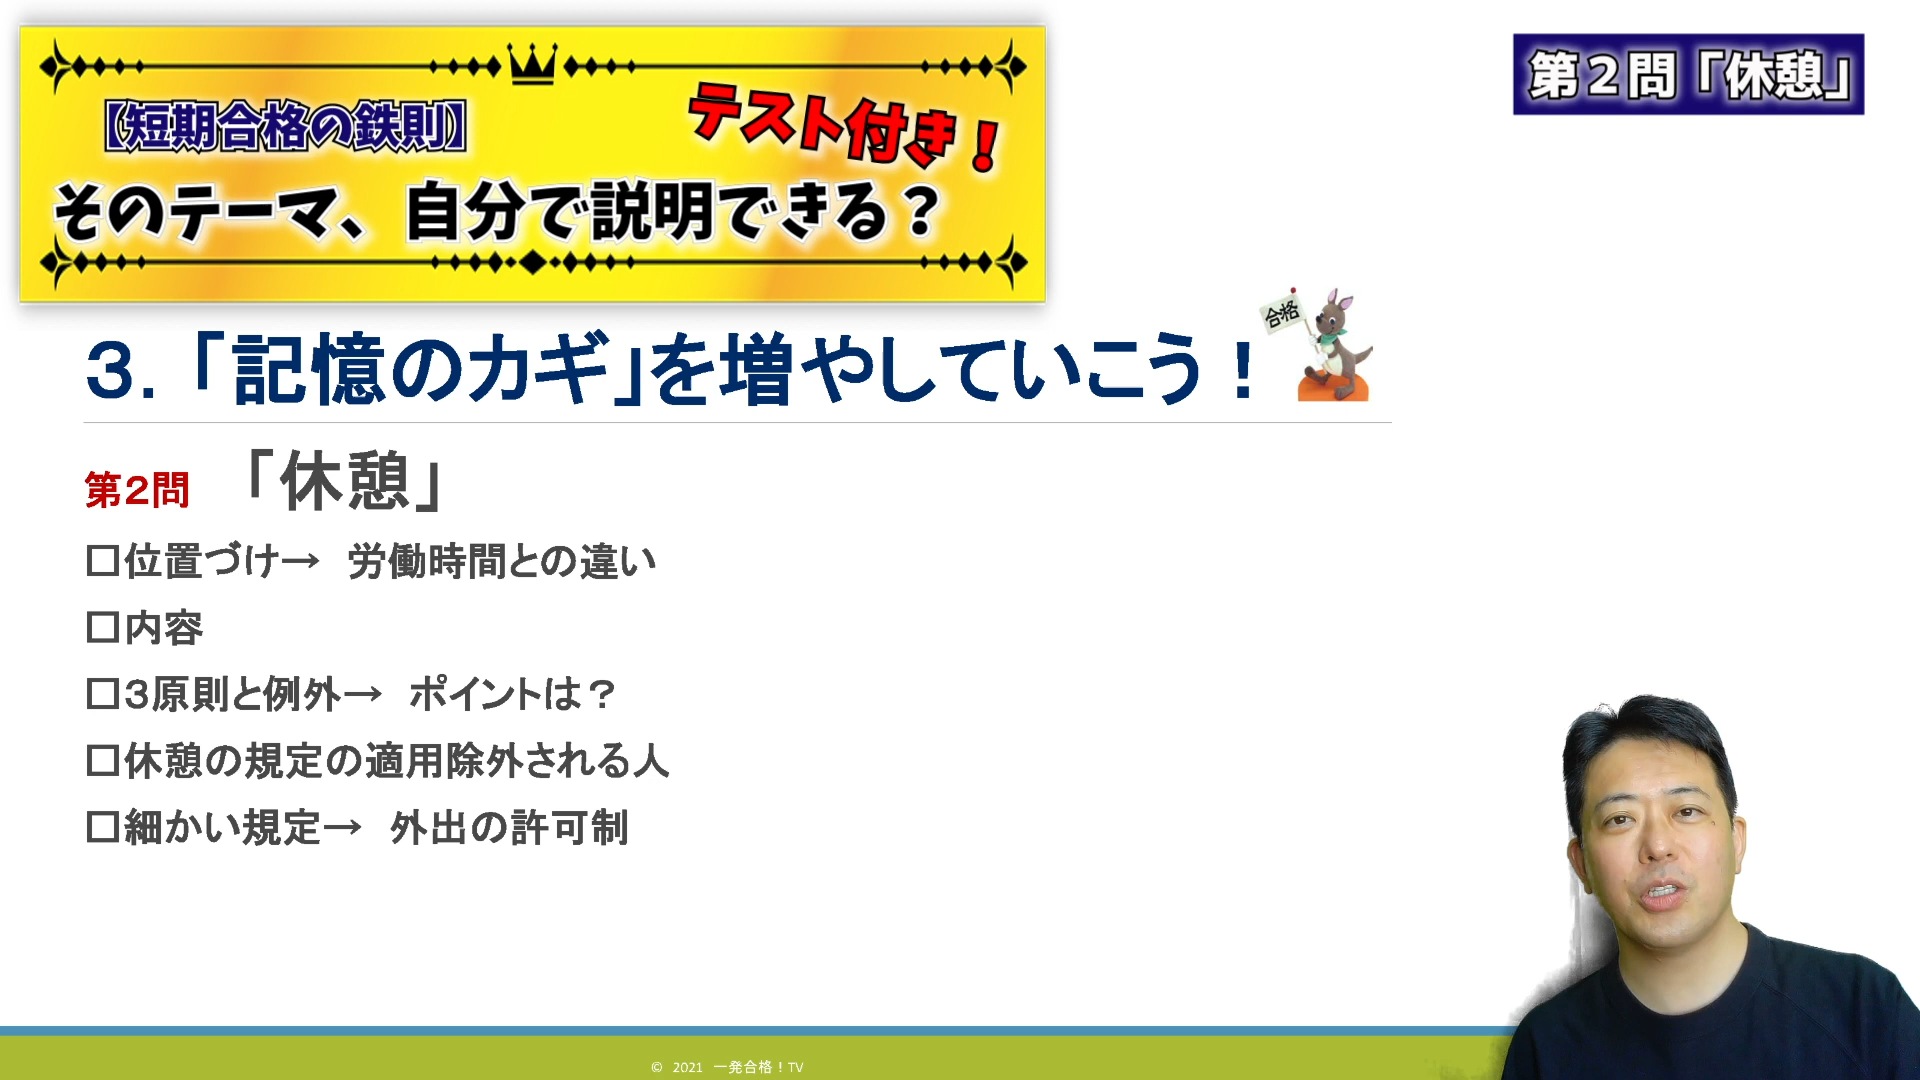 【短期合格の鉄則】
テスト付き！
そのテーマ、自分で説明できる？
第２問「休憩」
合格
３．「記憶のカギ」を増やしていこう！
第２問 「休憩」
□位置づけ→ 労働時間との違い
□内容
□３原則と例外→ ポイントは？
□休憩の規定の適用除外される人
□細かい規定→ 外出の許可制
© 2021 一発合格！TV